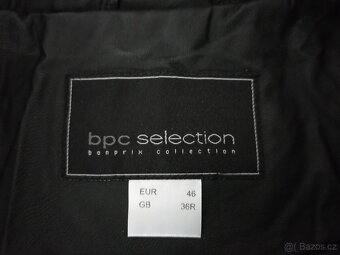 bpc selection
bonprix collection
EUR 46
GB 36R
Bazos.cz